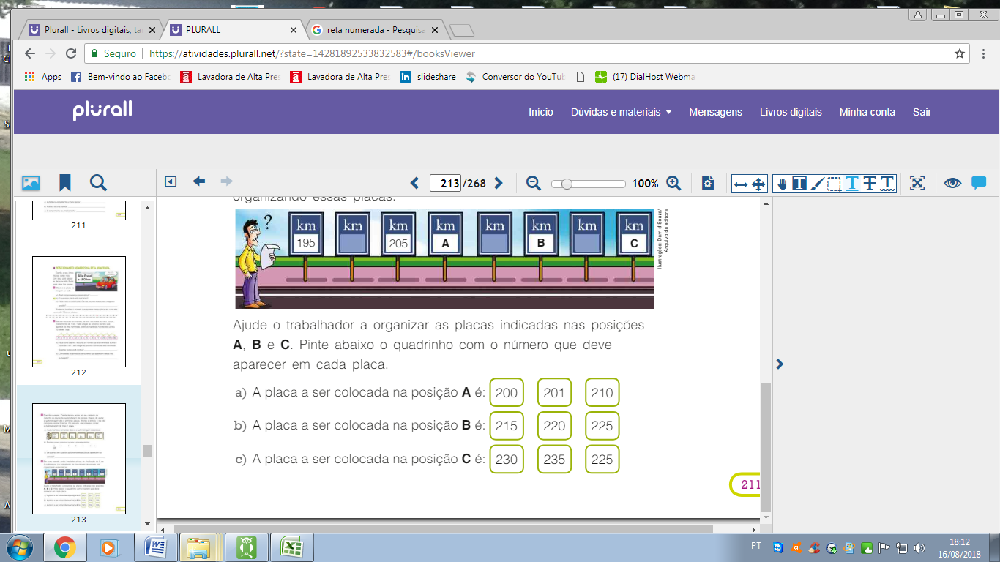 Plurall - Livros digitais, ta
PLURALL
reta numerada - Pesquisa
Seguro
https://atividades.plurall.net/?state=14281892533832583#/booksViewer
Apps
Bem-vindo ao Facebo
Lavadora de Alta Pres
Lavadora de Alta Pres
slideshare
Conversor do YouTub
(17) DialHost Webma
plurall
Início
Dúvidas e materiais
Mensagens
Livros digitais
Minha conta
Sair
213 /268
100%
211
212
213
organizando essas placas.
?
km 195
km
km 205
km A
km
km B
km
km C
Ilustrações: Dam d'Souza/
Arquivo da editora
Ajude o trabalhador a organizar as placas indicadas nas posições
A, B e C. Pinte abaixo o quadrinho com o número que deve
aparecer em cada placa.
a) A placa a ser colocada na posição A é: 200 201 210
b) A placa a ser colocada na posição B é: 215 220 225
c) A placa a ser colocada na posição C é: 230 235 225
211
PT
18:12
16/08/2018